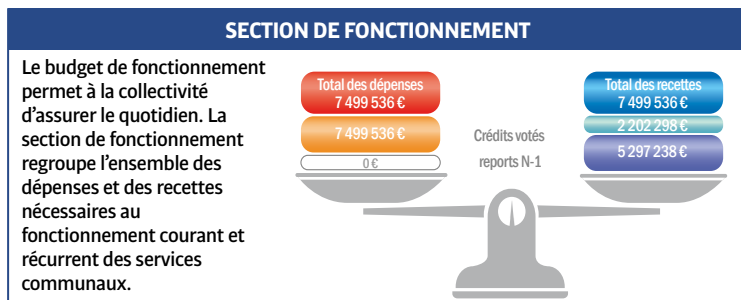 SECTION DE FONCTIONNEMENT
Le budget de fonctionnement
permet à la collectivité
d'assurer le quotidien. La
section de fonctionnement
regroupe l'ensemble des
dépenses et des recettes
nécessaires au
fonctionnement courant et
récurrent des services
communaux.
Total des dépenses
7 499 536 €
7 499 536 €
0 €
Crédits votés
reports N-1
Total des recettes
7 499 536 €
2 202 298 €
5 297 238 €